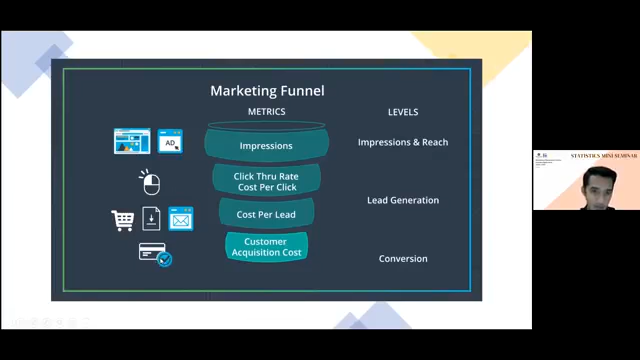 Marketing Funnel
METRICS
LEVELS
AD
Impressions
Impressions & Reach
Click Thru Rate
Cost Per Click
Lead Generation
Cost Per Lead
Customer
Acquisition Cost
Conversion
STATISTICS MINI SEMINAR